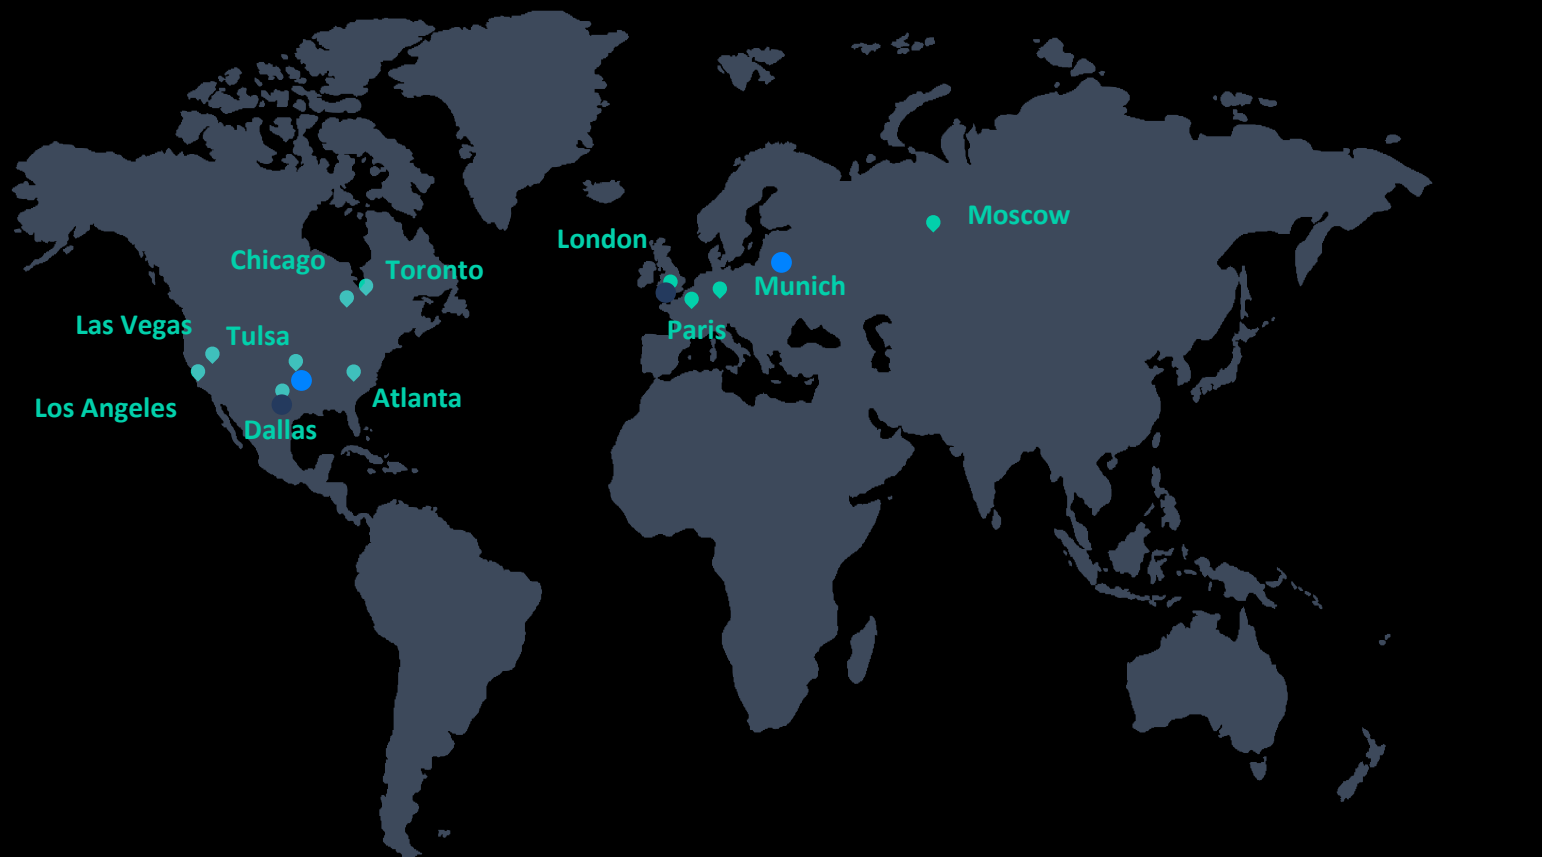 Moscow
London
Chicago
Toronto
Munich
Las Vegas
Tulsa
Paris
Atlanta
Los Angeles
Dallas